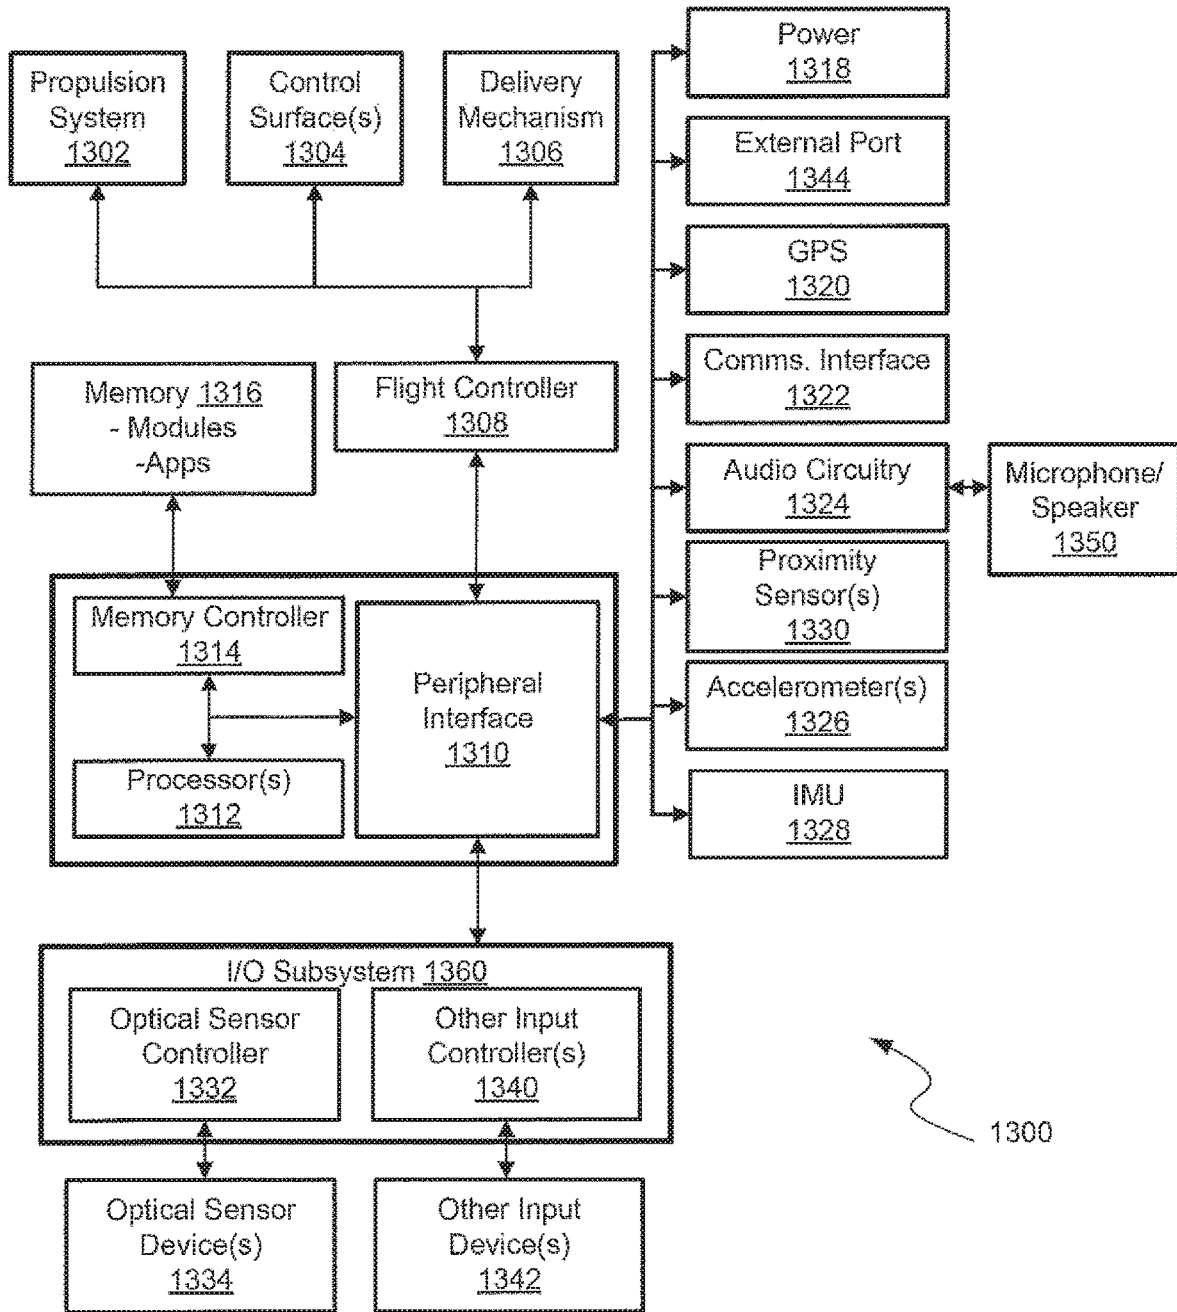 Propulsion
System
1302
Control
Surface(s)
1304
Delivery
Mechanism
1306
Power
1318
External Port
1344
GPS
1320
Comms. Interface
1322
Audio Circuitry
1324
Microphone/
Speaker
1350
Proximity
Sensor(s)
1330
Accelerometer(s)
1326
IMU
1328
Memory 1316
- Modules
-Apps
Flight Controller
1308
Memory Controller
1314
Peripheral
Interface
1310
Processor(s)
1312
I/O Subsystem 1360
Optical Sensor
Controller
1332
Other Input
Controller(s)
1340
Optical Sensor
Device(s)
1334
Other Input
Device(s)
1342
1300